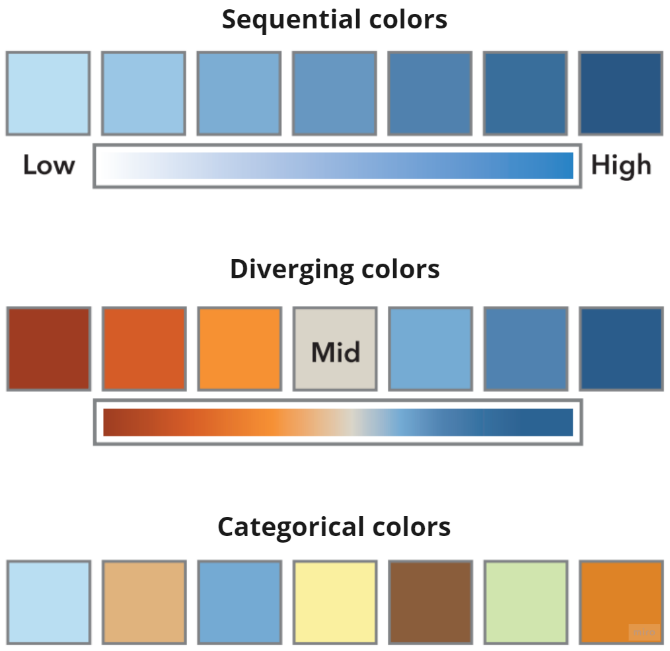 Sequential colors
Low High
Diverging colors
Mid
Categorical colors